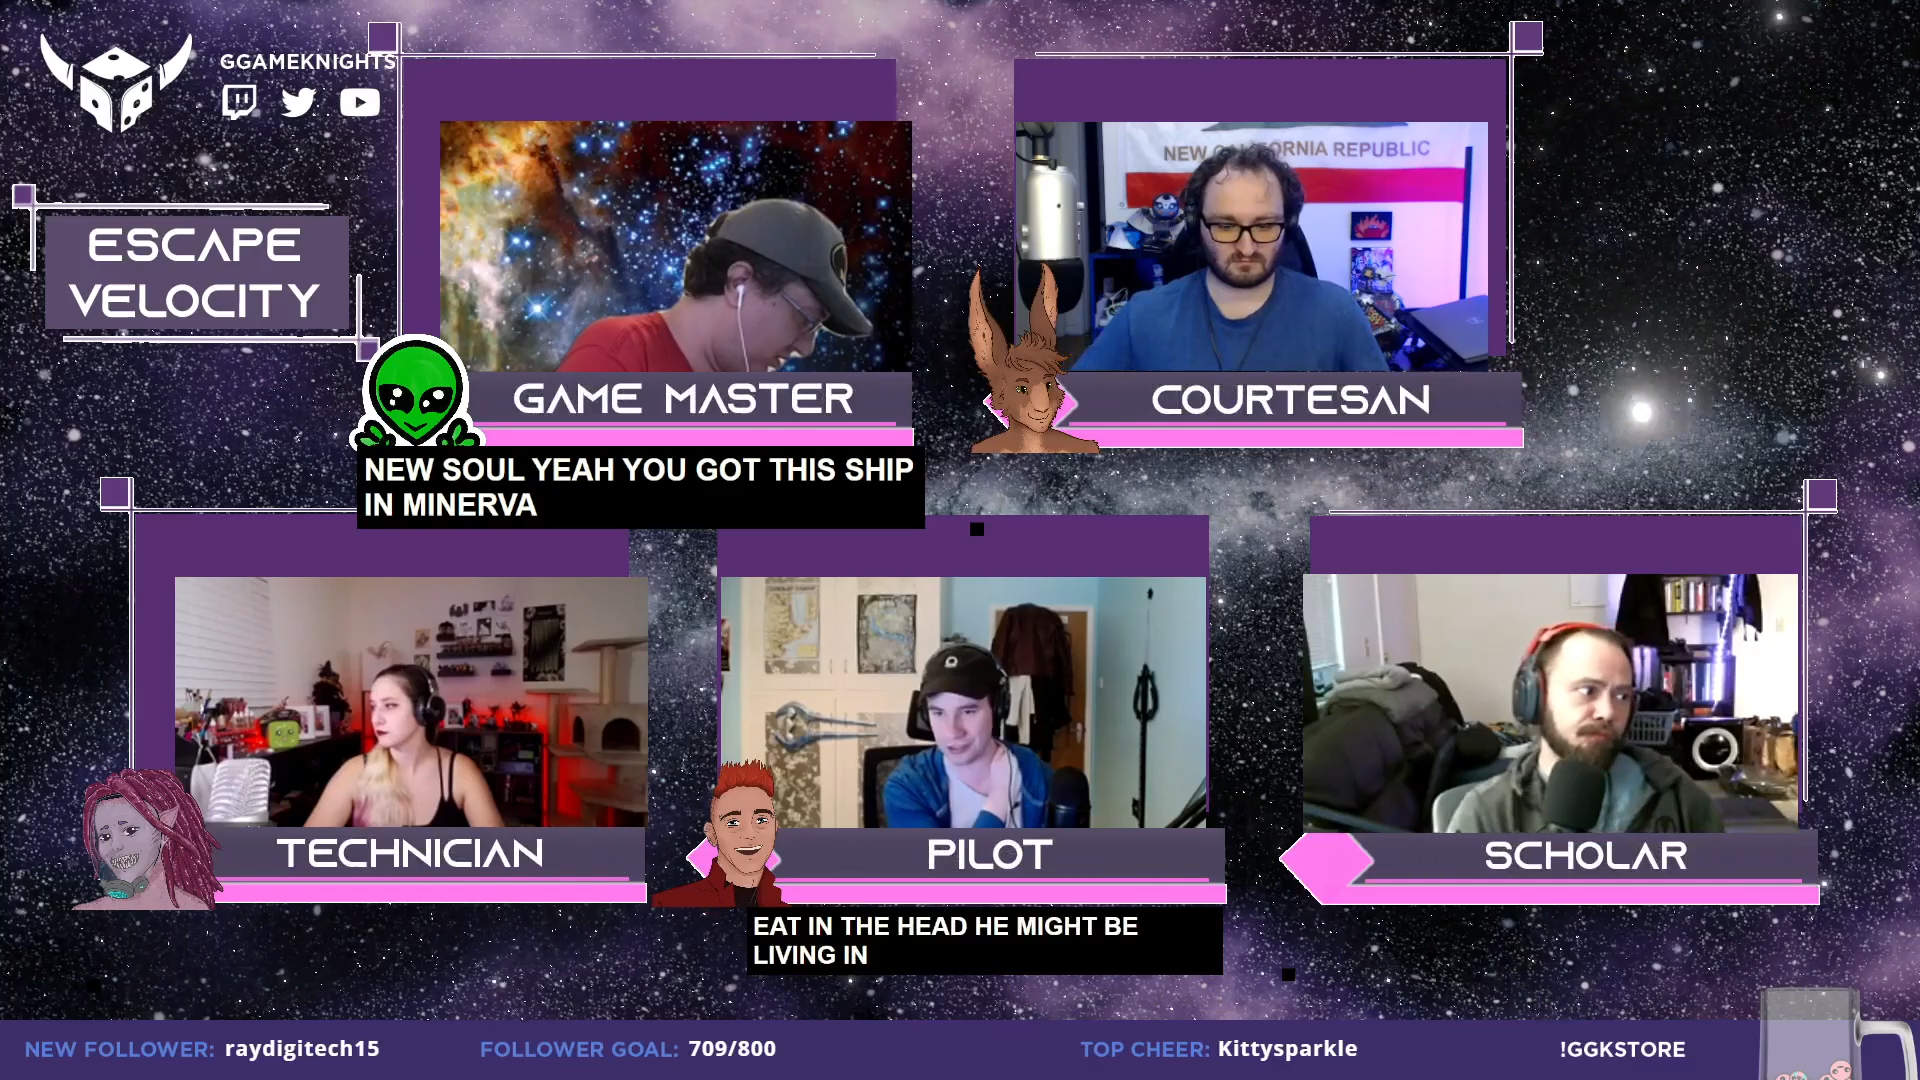 GGAMEKNIGHTS
NEW CALIFORNIA REPUBLIC
ESCAPE
VELOCITY
GAME MASTER
COURTESAN
NEW SOUL YEAH YOU GOT THIS SHIP
IN MINERVA
TECHNICIAN
PILOT
SCHOLAR
EAT IN THE HEAD HE MIGHT BE
LIVING IN
NEW FOLLOWER: raydigitech15
FOLLOWER GOAL: 709/800
TOP CHEER: Kittysparkle
!GGKSTORE